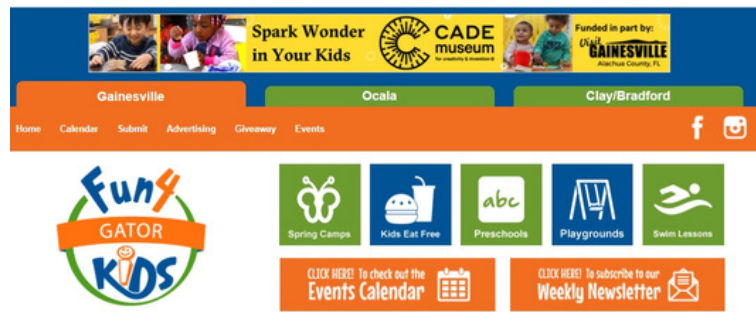 Spark Wonder
in Your Kids
CADE
museum
for creativity & invention
Funded in part by:
Visit
GAINESVILLE
Alachua County, FL
Gainesville
Ocala
Clay/Bradford
Home Calendar Submit Advertising Giveaway Events
Fun4
GATOR
KIDS
Spring Camps
Kids Eat Free
abc
Preschools
Playgrounds
Swim Lessons
CLICK HERE! To check out the
Events Calendar
CLICK HERE! To subscribe to our
Weekly Newsletter